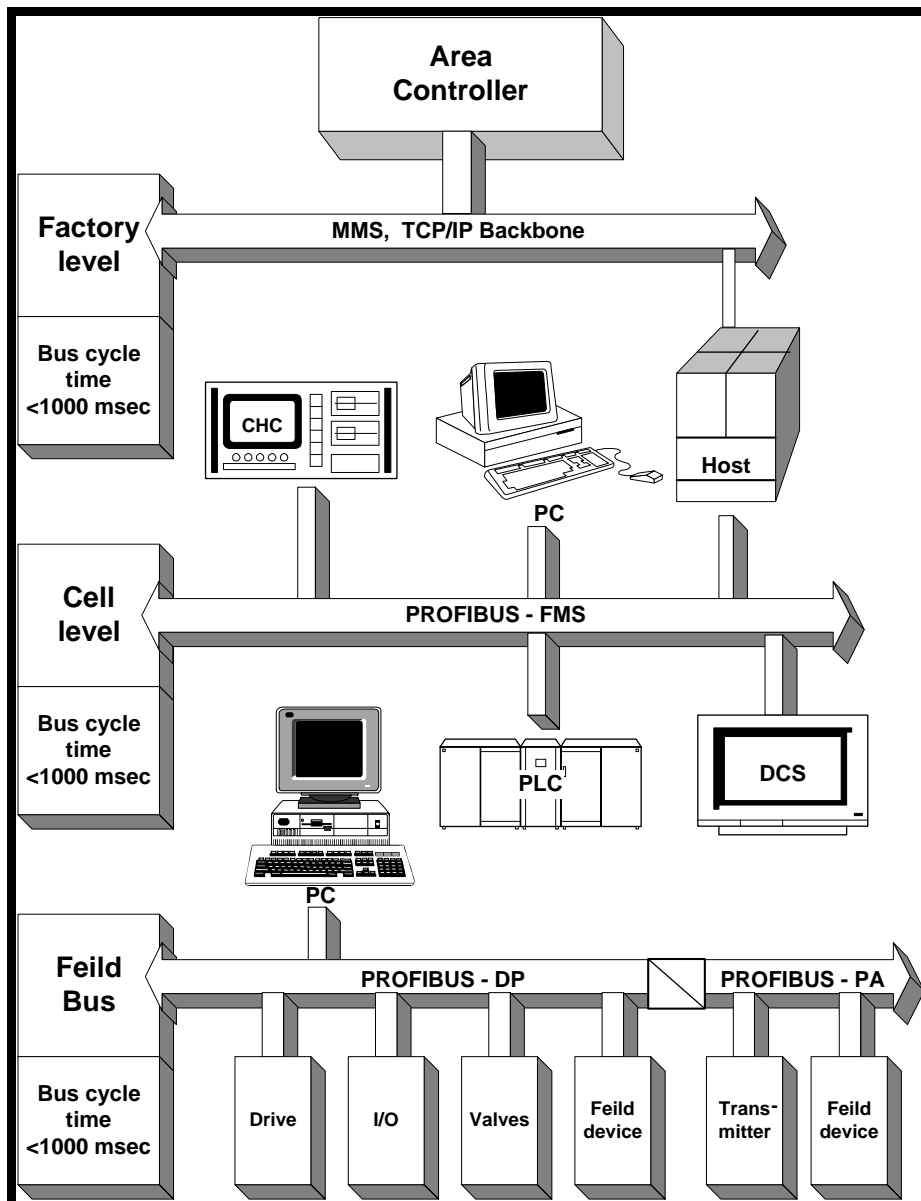 Area
Controller
Factory
level
MMS, TCP/IP Backbone
Bus cycle
time
<1000 msec
CHC
PC
Host
Cell
level
PROFIBUS - FMS
Bus cycle
time
<1000 msec
PC
PLC
DCS
Feild
Bus
PROFIBUS - DP
PROFIBUS - PA
Bus cycle
time
<1000 msec
Drive
I/O
Valves
Feild
device
Trans-
mitter
Feild
device